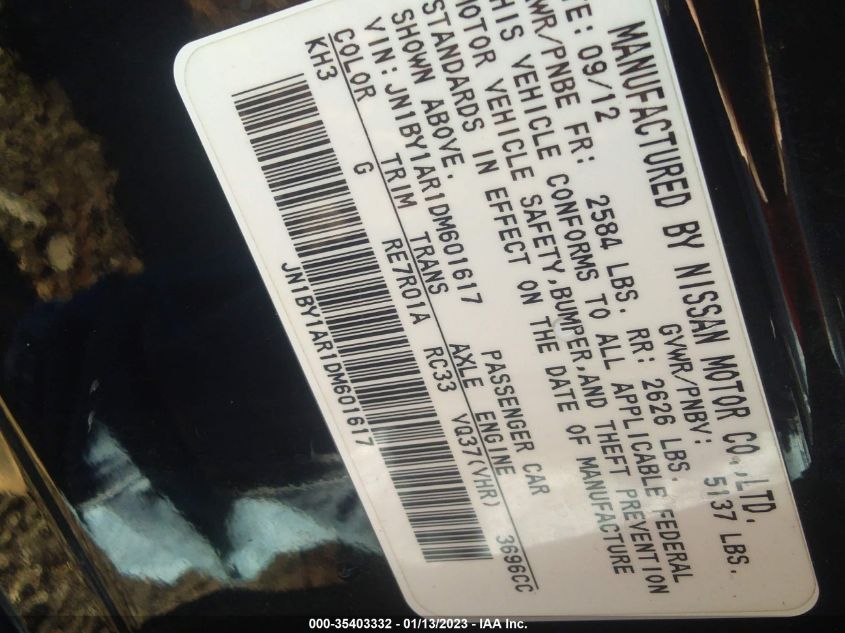 MANUFACTURED BY NISSAN MOTOR CO.,LTD.
TE: 09/12 GVWR/PNBV: 5137 LBS.
WR/PNBE FR: 2584 LBS. RR: 2626 LBS.
HIS VEHICLE CONFORMS TO ALL APPLICABLE FEDERAL
OTOR VEHICLE SAFETY,BUMPER,AND THEFT PREVENTION
STANDARDS IN EFFECT ON THE DATE OF MANUFACTURE
SHOWN ABOVE.
VIN:JN1BY1AR1DM601617 PASSENGER CAR
COLOR TRIM TRANS AXLE ENGINE
KH3 G RE7R01A RC33 VQ37(VHR) 3696CC
JN1BY1AR1DM601617
000-35403332 - 01/13/2023 - IAA Inc.